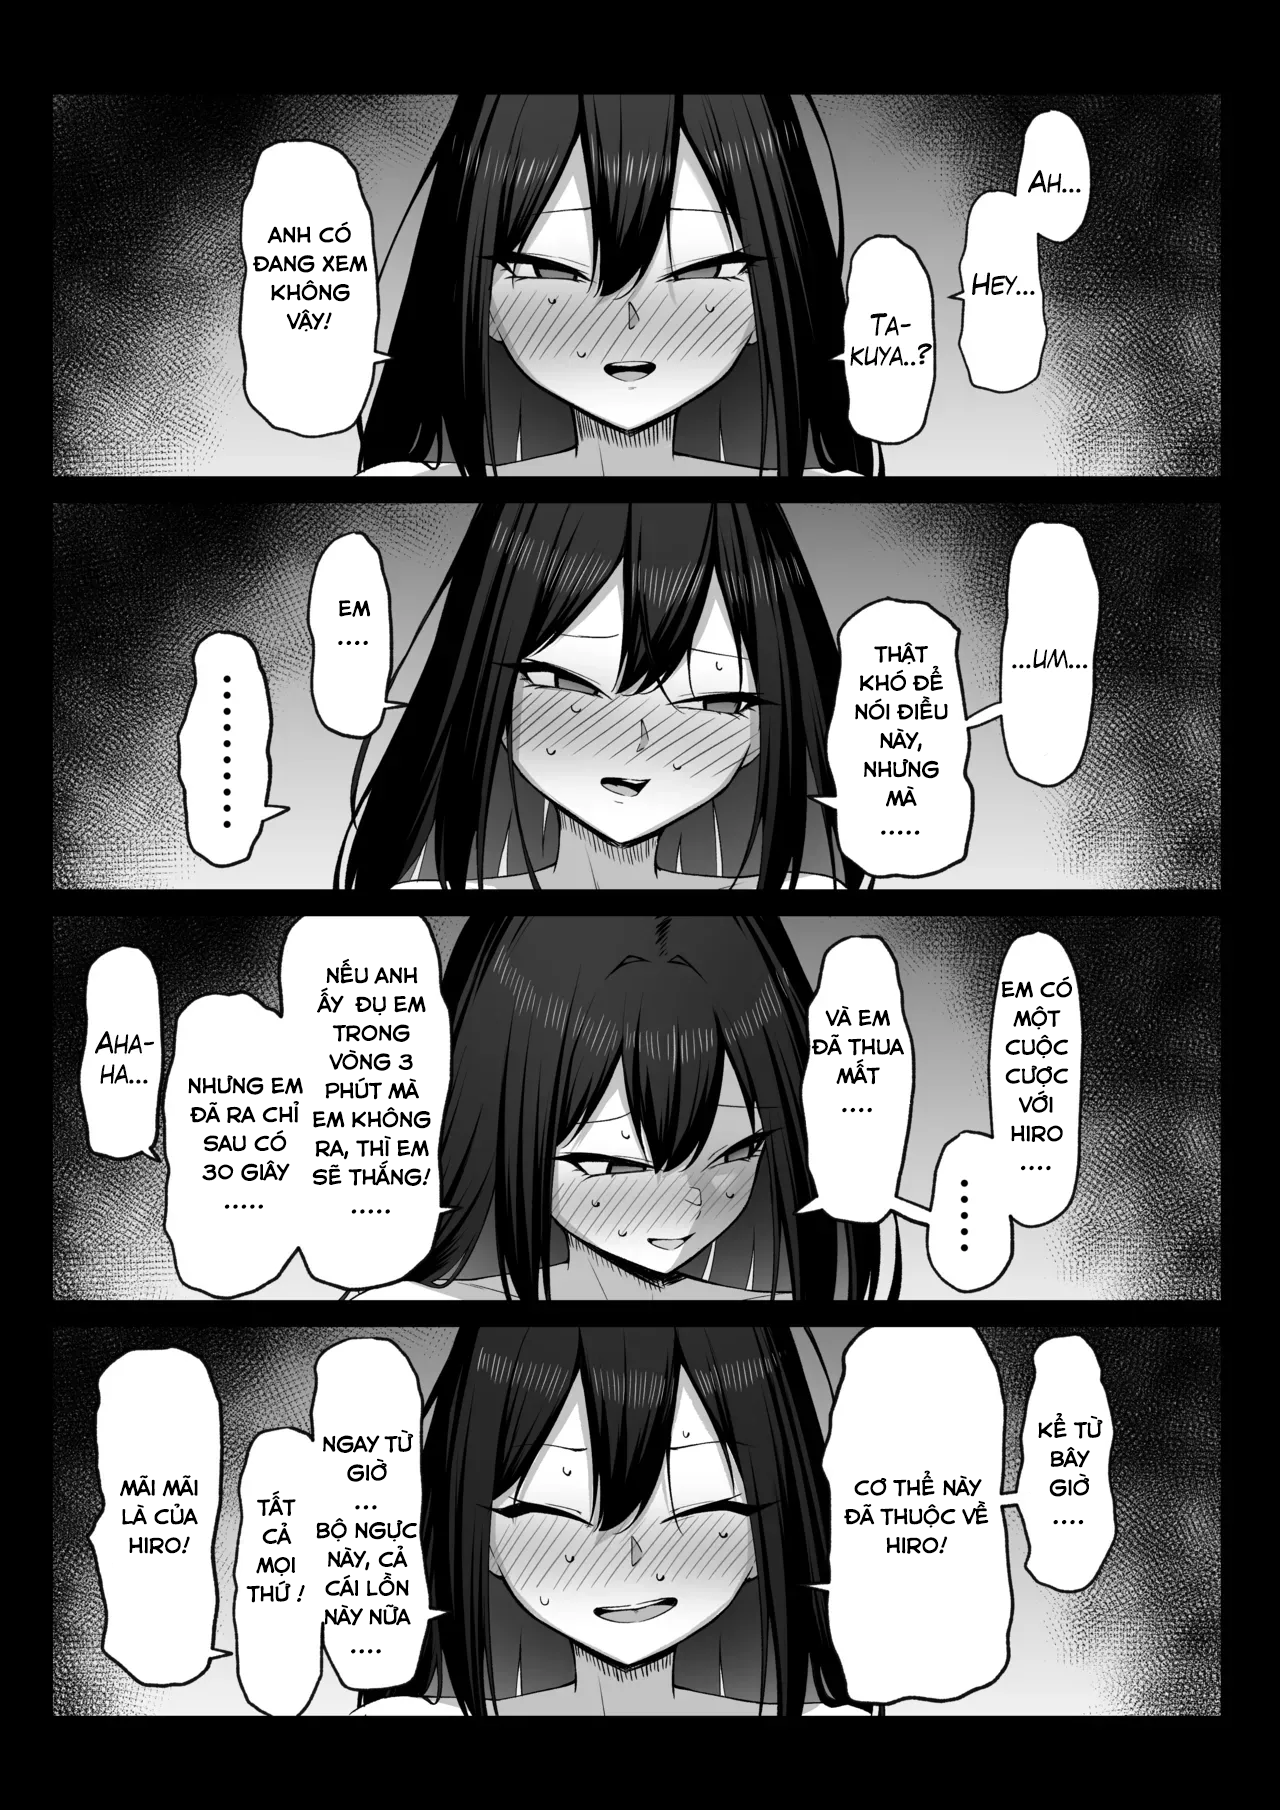 AH...
HEY...
TA-
KUYA..?
ANH CÓ
ĐANG XEM
KHÔNG
VẬY!
...UM...
THẬT
KHÓ ĐỂ
NÓI ĐIỀU
NÀY,
NHƯNG
MÀ
.....
EM
....
..........
EM CÓ
MỘT
CUỘC
CƯỢC
VỚI
HIRO
....
.....
VÀ EM
ĐÃ THUA
MẤT
....
NẾU ANH
ẤY ĐỤ EM
TRONG
VÒNG 3
PHÚT MÀ
EM KHÔNG
RA, THÌ EM
SẼ THẮNG!
.....
NHƯNG EM
ĐÃ RA CHỈ
SAU CÓ
30 GIÂY
.....
AHA-
HA...
KỂ TỪ
BÂY
GIỜ
....
CƠ THỂ NÀY
ĐÃ THUỘC VỀ
HIRO!
NGAY TỪ
GIỜ
...
BỘ NGỰC
NÀY, CẢ
CÁI LỒN
NÀY NỮA
....
TẤT
CẢ
MỌI
THỨ !
MÃI MÃI
LÀ CỦA
HIRO!